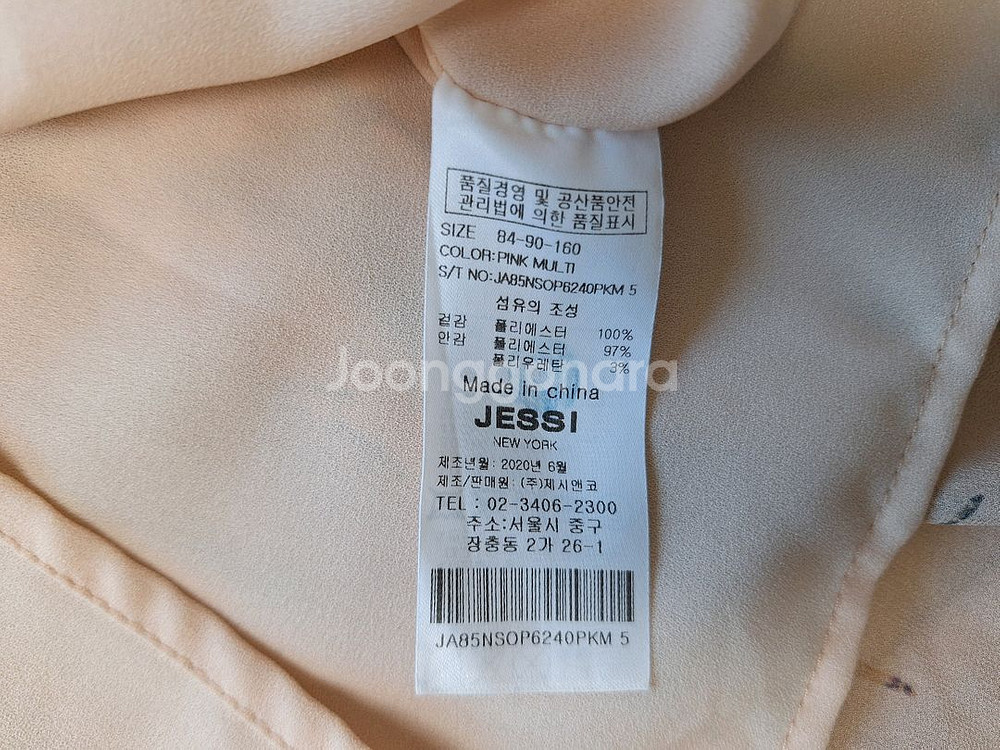 품질경영 및 공산품안전
관리법에 의한 품질표시
SIZE 84-90-160
COLOR:PINK MULTI
S/T NO:JA85NSOP6240PKM 5
섬유의 조성
겉감 폴리에스터 100%
안감 폴리에스터 97%
폴리우레탄 3%
Joonggonara
Made in china
JESSI
NEW YORK
제조년월: 2020년 6월
제조/판매원: (주)제시앤코
TEL : 02-3406-2300
주소:서울시 중구
장충동 2가 26-1
JA85NSOP6240PKM 5